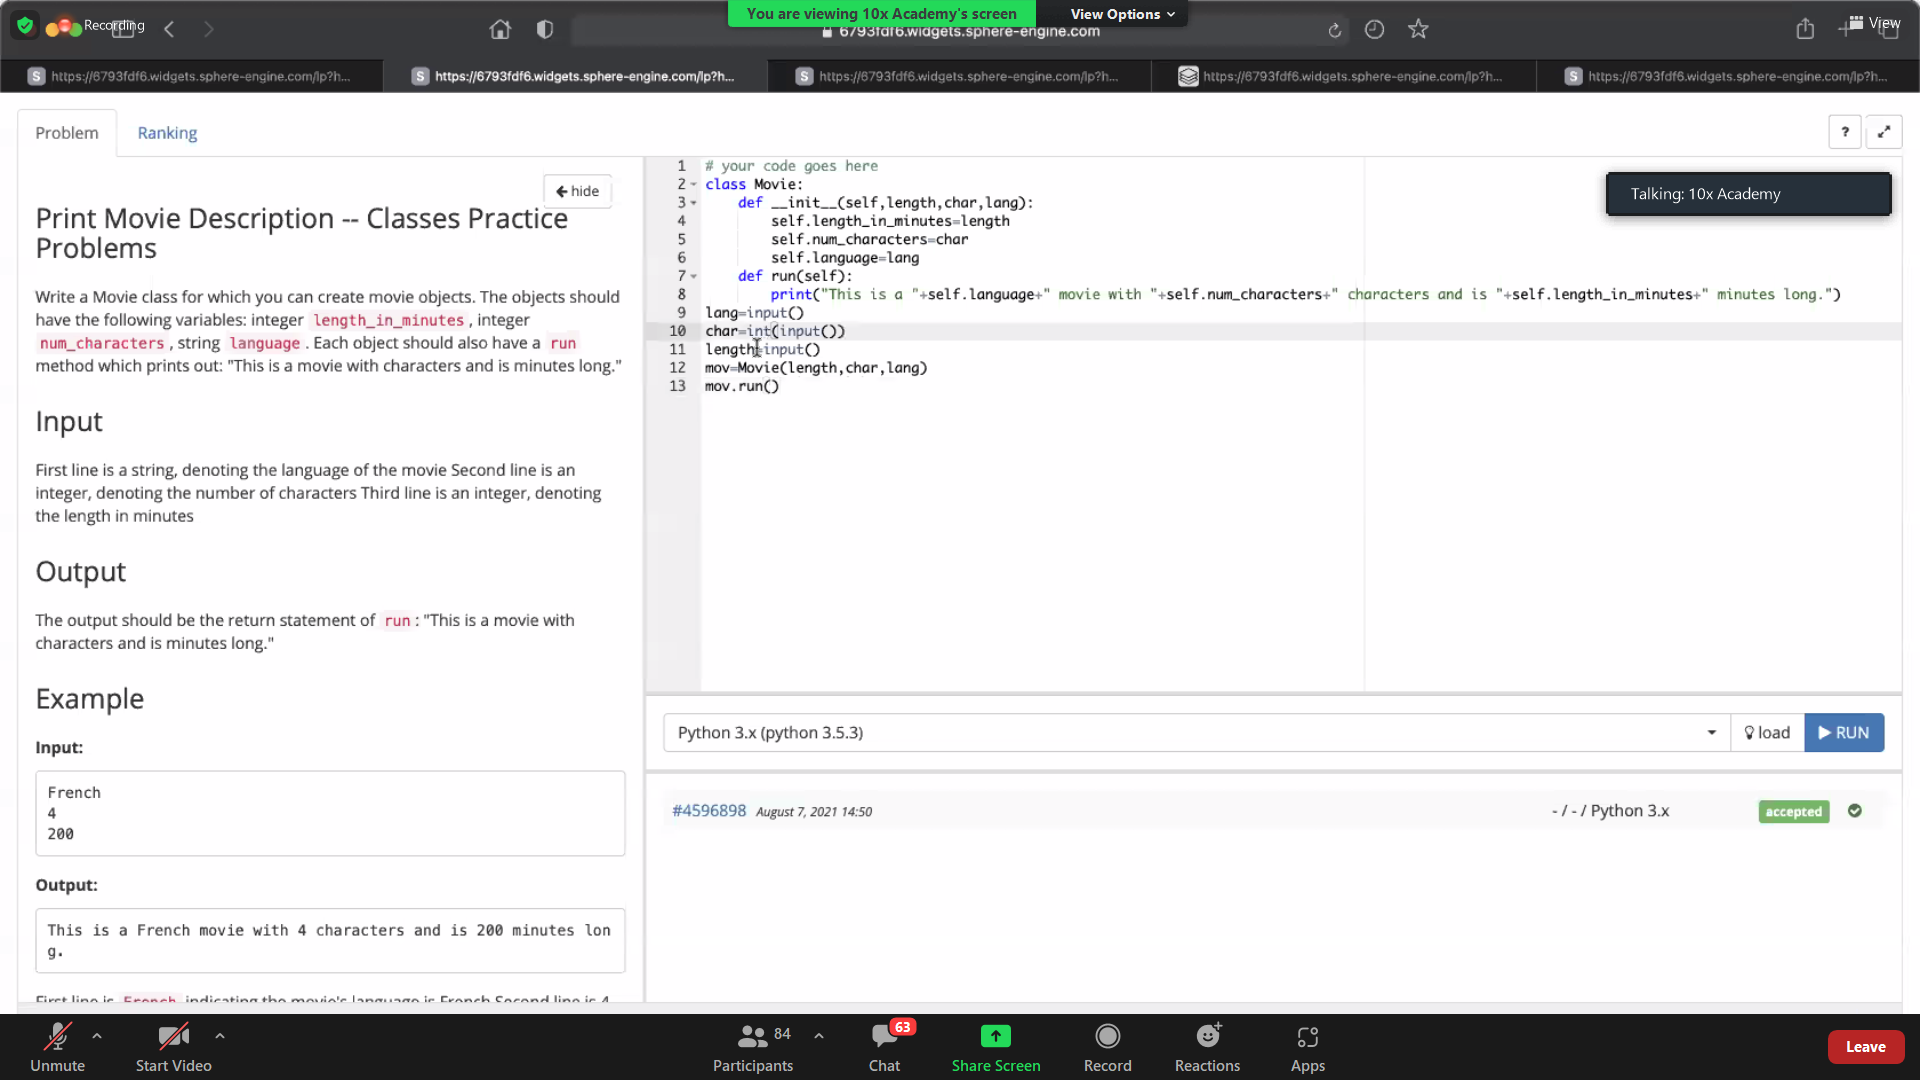 Recording
You are viewing 10x Academy's screen
View Options
View
6793fdf6.widgets.sphere-engine.com
https://6793fdf6.widgets.sphere-engine.com/lp?h...
https://6793fdf6.widgets.sphere-engine.com/lp?h...
https://6793fdf6.widgets.sphere-engine.com/lp?h...
https://6793fdf6.widgets.sphere-engine.com/lp?h...
https://6793fdf6.widgets.sphere-engine.com/lp?h...
Problem
Ranking
?
Talking: 10x Academy
hide
Print Movie Description -- Classes Practice
Problems
Write a Movie class for which you can create movie objects. The objects should
have the following variables: integer length_in_minutes , integer
num_characters , string language . Each object should also have a run
method which prints out: "This is a movie with characters and is minutes long."
Input
First line is a string, denoting the language of the movie Second line is an
integer, denoting the number of characters Third line is an integer, denoting
the length in minutes
Output
The output should be the return statement of run : "This is a movie with
characters and is minutes long."
Example
Input:
French
4
200
Output:
This is a French movie with 4 characters and is 200 minutes lon
g.
First line is French indicating the movie's language is French Second line is 4
1 # your code goes here
2 class Movie:
3 def __init__(self,length,char,lang):
4 self.length_in_minutes=length
5 self.num_characters=char
6 self.language=lang
7 def run(self):
8 print("This is a "+self.language+" movie with "+self.num_characters+" characters and is "+self.length_in_minutes+" minutes long.")
9 lang=input()
10 char=int(input())
11 length=input()
12 mov=Movie(length,char,lang)
13 mov.run()
Python 3.x (python 3.5.3)
load
RUN
#4596898 August 7, 2021 14:50
- / - / Python 3.x
accepted
Unmute
Start Video
84
Participants
63
Chat
Share Screen
Record
Reactions
Apps
Leave